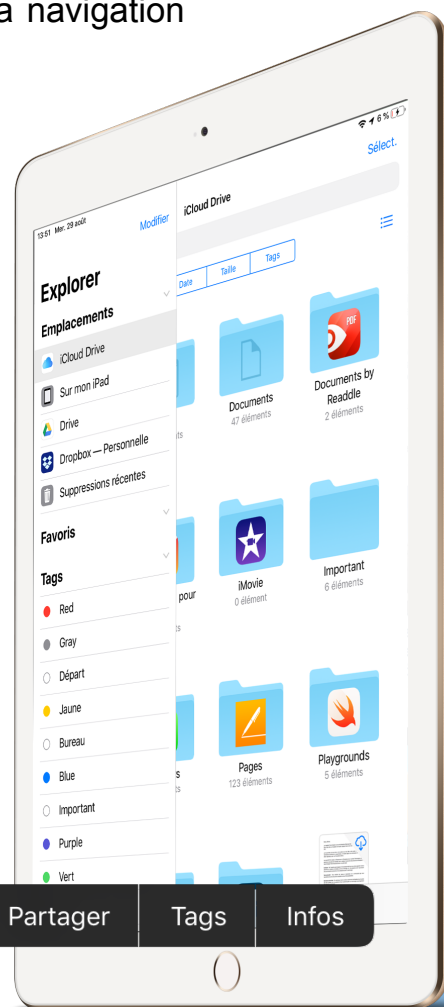 a navigation
13:51 Mer. 29 août
6 %
Modifier
iCloud Drive
Sélect.
Explorer
Date
Taille
Tags
Emplacements
iCloud Drive
Sur mon iPad
Drive
Dropbox — Personnelle
Suppressions récentes
Favoris
Tags
Red
Gray
Départ
Jaune
Bureau
Blue
Important
Purple
Vert
Documents
47 éléments
PDF
Documents by
Readdle
2 éléments
pour
iMovie
0 élément
Important
6 éléments
Pages
123 éléments
Playgrounds
5 éléments
Partager
Tags
Infos